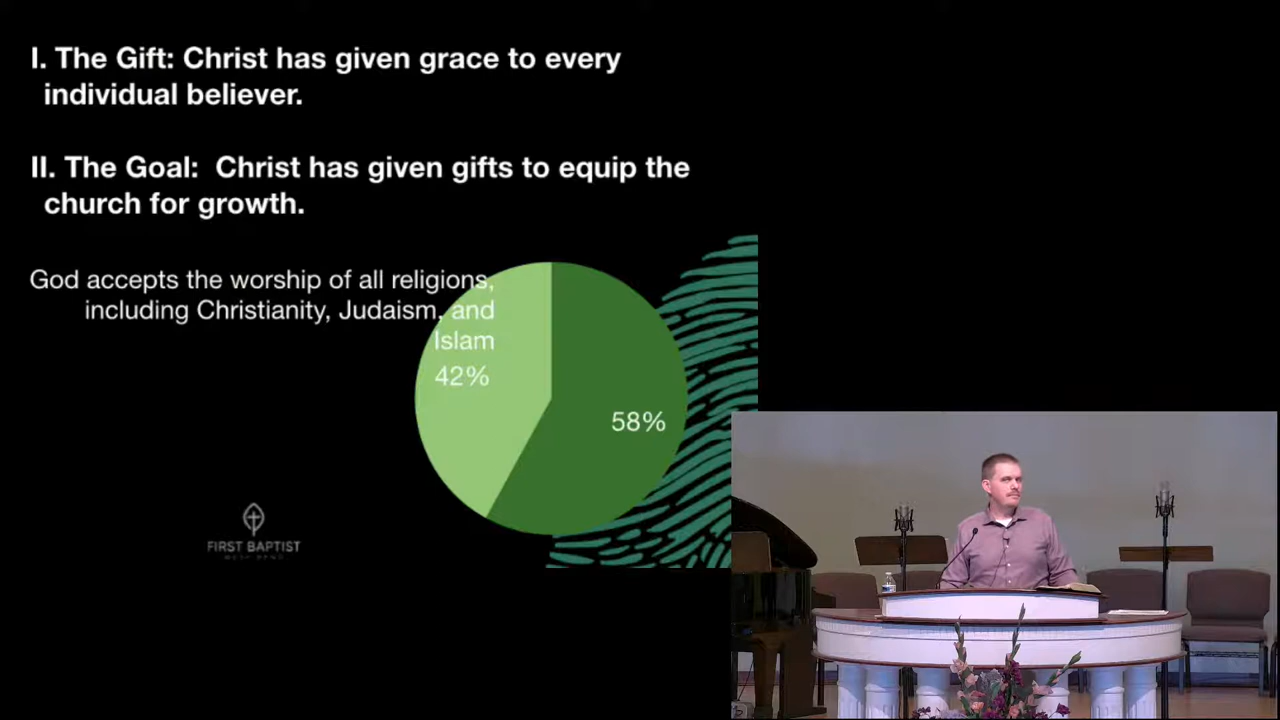 I. The Gift: Christ has given grace to every
individual believer.
II. The Goal: Christ has given gifts to equip the
church for growth.
God accepts the worship of all religions,
including Christianity, Judaism, and
Islam
42%
58%
FIRST BAPTIST
WEST BEND